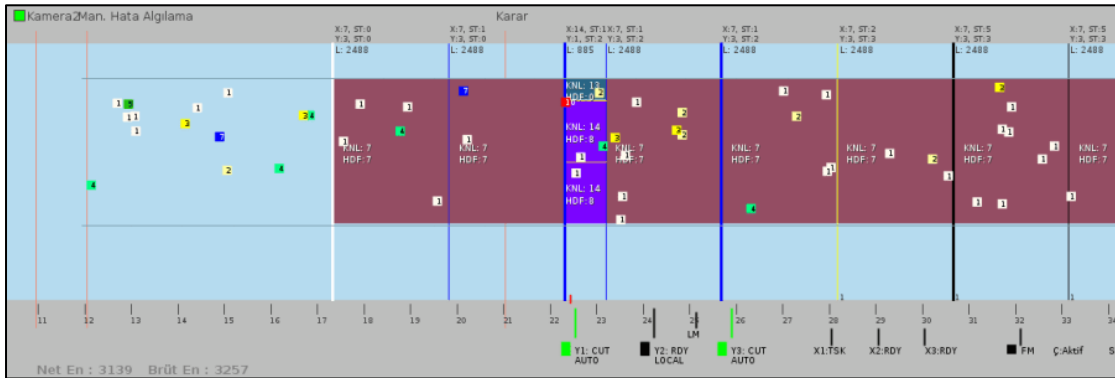 Kamera2Man. Hata Algılama
Karar
X:7, ST:0
Y:3, ST:0
L: 2488
X:7, ST:1
Y:3, ST:0
L: 2488
X:14, ST:1
Y:1, ST:2
L: 885
X:7, ST:1
Y:3, ST:2
L: 2488
X:7, ST:1
Y:3, ST:2
L: 2488
X:7, ST:2
Y:3, ST:2
L: 2488
X:7, ST:5
Y:3, ST:3
L: 2488
X:7, ST:5
Y:3, ST:3
L: 2488
KNL: 13
HDF:0
KNL: 14
HDF:8
KNL: 14
HDF:8
KNL: 7
HDF:7
KNL: 7
HDF:7
KNL: 7
HDF:7
KNL: 7
HDF:7
KNL: 7
HDF:7
KNL: 7
HDF:7
KNL: 7
HDF:7
11 12 13 14 15 16 17 18 19 20 21 22 23 24 25 26 27 28 29 30 31 32 33 34
LM
Y1: CUT
AUTO
Y2: RDY
LOCAL
Y3: CUT
AUTO
X1:TSK
X2:RDY
X3:RDY
FM
Ç:Aktif
S
Net En : 3139 Brüt En : 3257